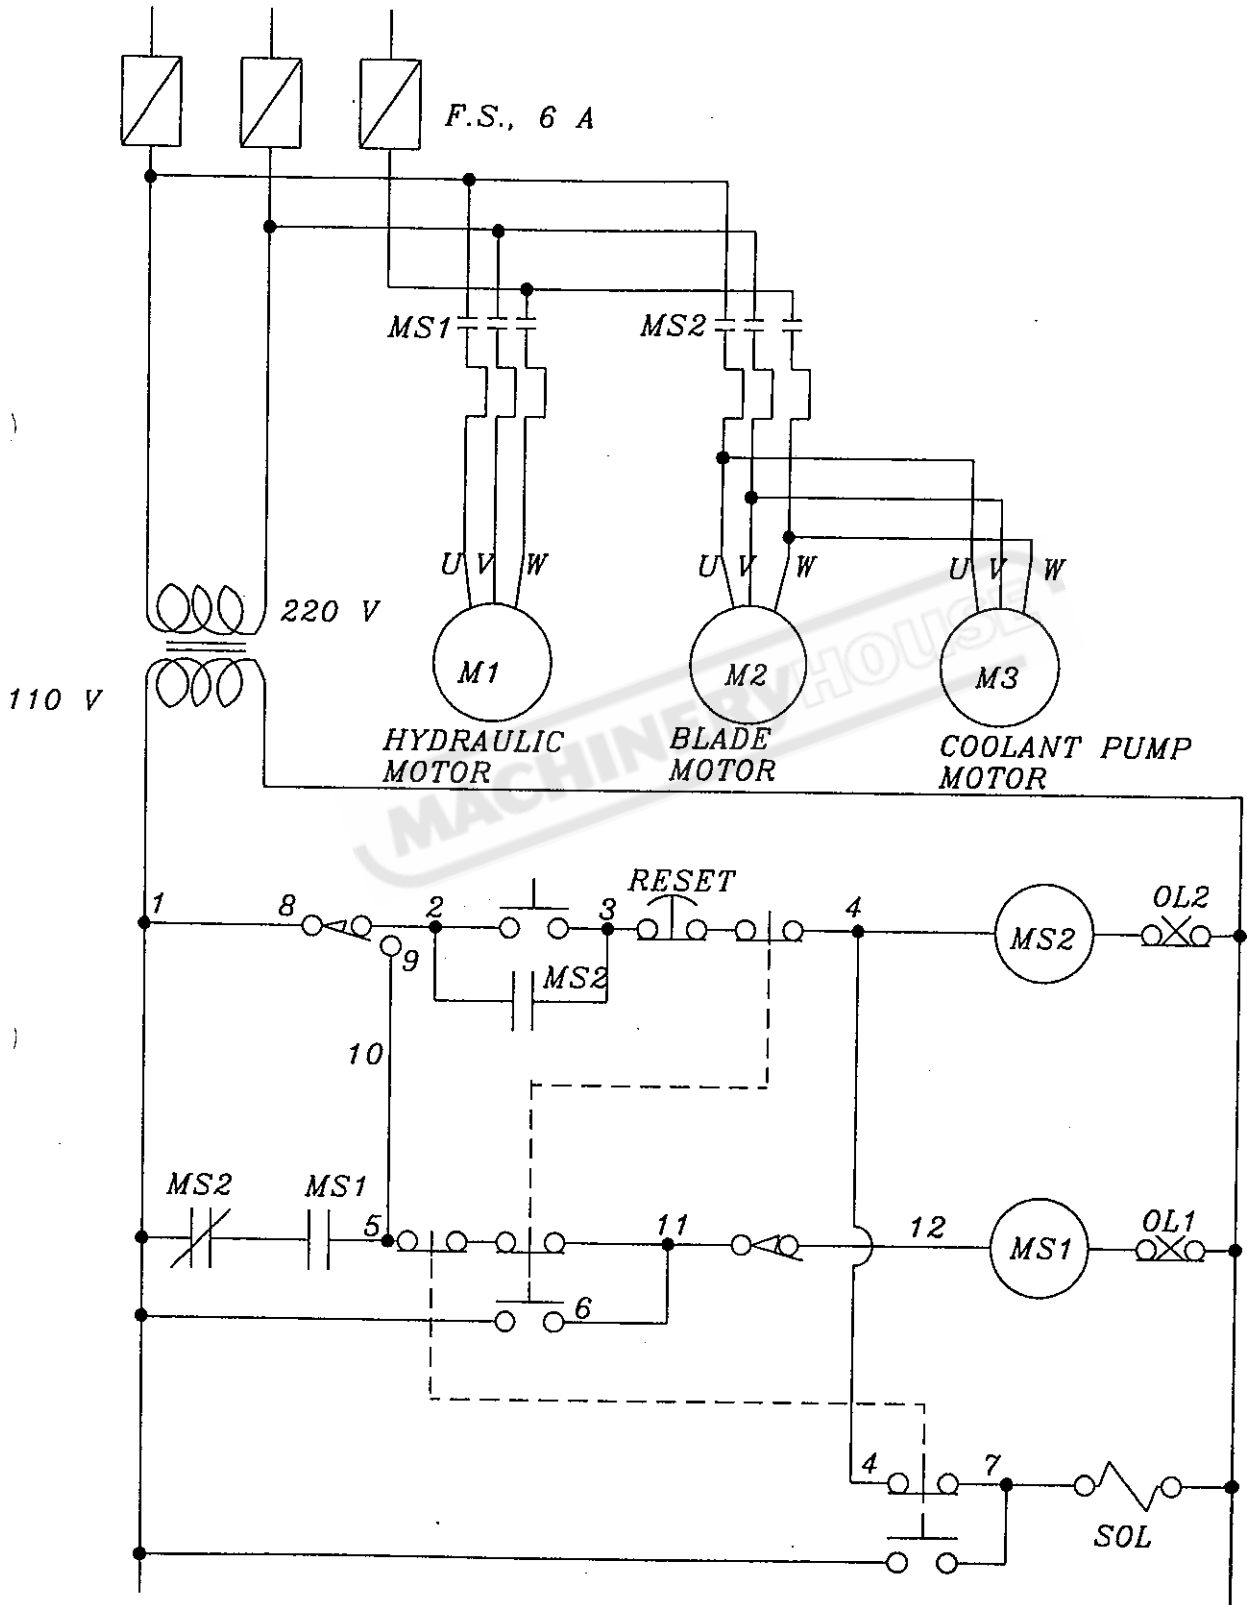 F.S., 6 A
MS1
MS2
U V W
U V W
U V W
220 V
110 V
M1
M2
M3
HYDRAULIC
MOTOR
BLADE
MOTOR
COOLANT PUMP
MOTOR
MACHINERYHOUSE
RESET
1
8
2
3
4
MS2
OL2
9
MS2
10
MS2
MS1
5
11
12
MS1
OL1
6
4
7
SOL